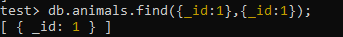 test> db.animals.find({_id:1},{_id:1});
[ { _id: 1 } ]